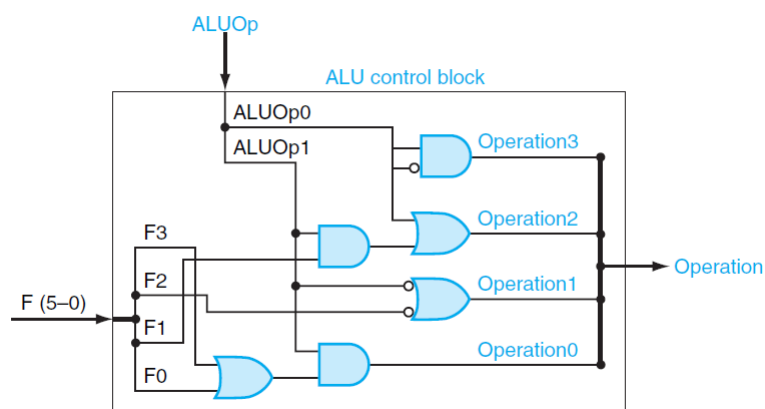 ALUOp
ALU control block
ALUOp0
ALUOp1
Operation3
Operation2
F3
F2
Operation1
Operation
F (5–0)
F1
Operation0
F0